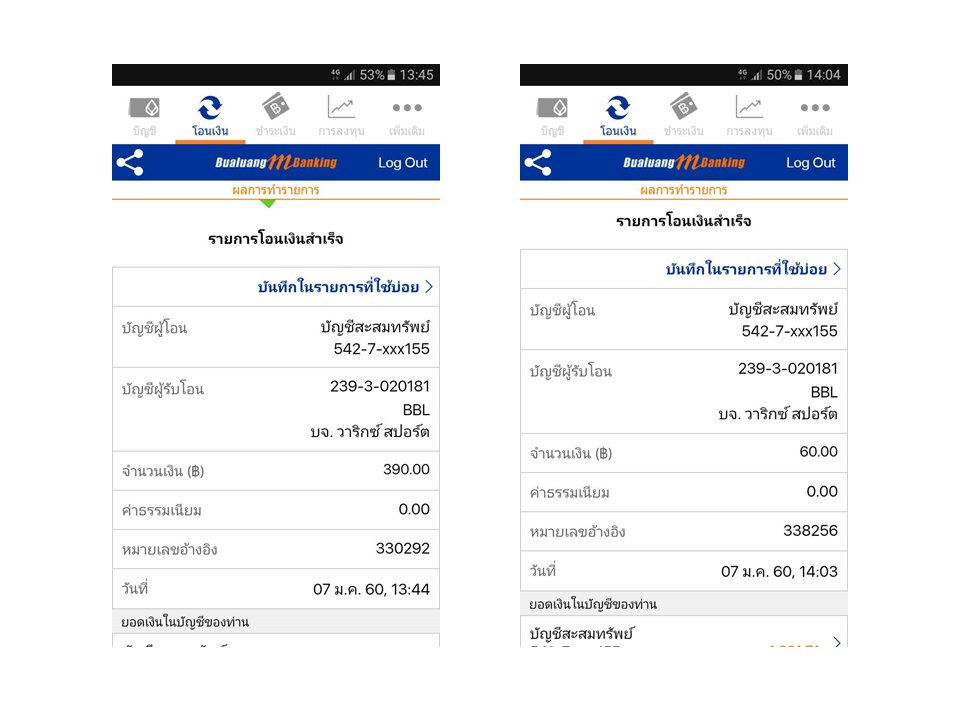 4G 53% 13:45
บัญชี โอนเงิน ชำระเงิน การลงทุน เพิ่มเติม
Bualuang mBanking Log Out
ผลการทำรายการ
รายการโอนเงินสำเร็จ
บันทึกในรายการที่ใช้บ่อย
บัญชีผู้โอน บัญชีสะสมทรัพย์
542-7-xxx155
บัญชีผู้รับโอน 239-3-020181
BBL
บจ. วาริกซ์ สปอร์ต
จำนวนเงิน (฿) 390.00
ค่าธรรมเนียม 0.00
หมายเลขอ้างอิง 330292
วันที่ 07 ม.ค. 60, 13:44
ยอดเงินในบัญชีของท่าน
4G 50% 14:04
บัญชี โอนเงิน ชำระเงิน การลงทุน เพิ่มเติม
Bualuang mBanking Log Out
ผลการทำรายการ
รายการโอนเงินสำเร็จ
บันทึกในรายการที่ใช้บ่อย
บัญชีผู้โอน บัญชีสะสมทรัพย์
542-7-xxx155
บัญชีผู้รับโอน 239-3-020181
BBL
บจ. วาริกซ์ สปอร์ต
จำนวนเงิน (฿) 60.00
ค่าธรรมเนียม 0.00
หมายเลขอ้างอิง 338256
วันที่ 07 ม.ค. 60, 14:03
ยอดเงินในบัญชีของท่าน
บัญชีสะสมทรัพย์